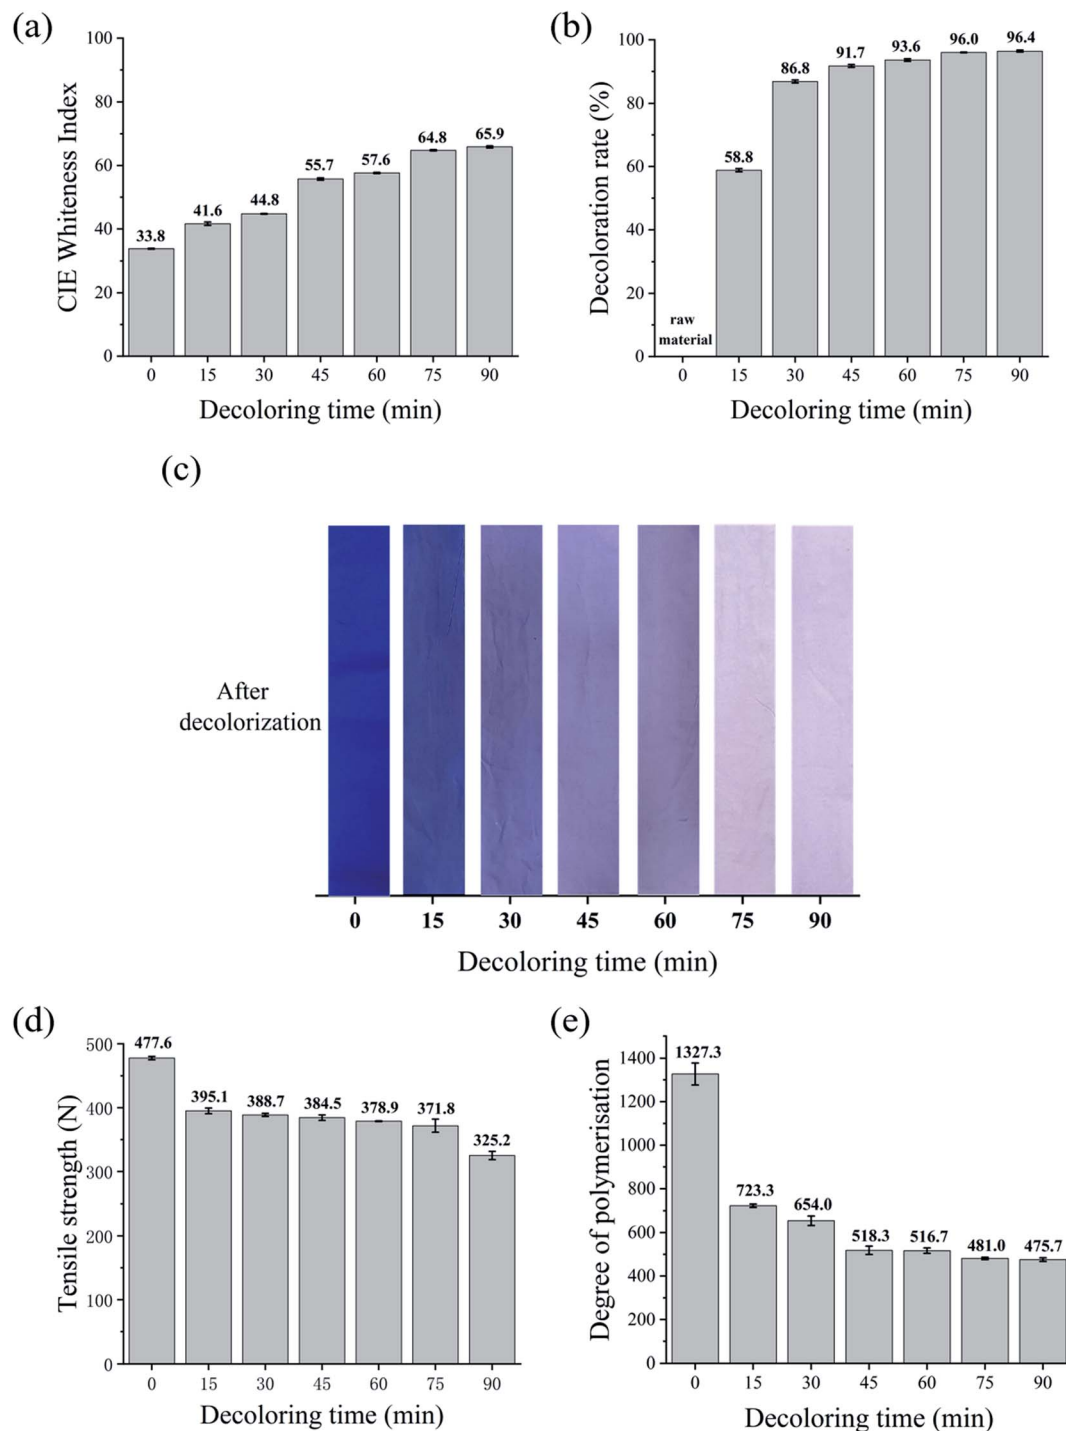 (a)
100
80
60
40
20
0
CIE Whiteness Index
33.8
41.6
44.8
55.7
57.6
64.8
65.9
0 15 30 45 60 75 90
Decoloring time (min)
(b)
100
80
60
40
20
0
Decoloration rate (%)
raw
material
58.8
86.8
91.7
93.6
96.0
96.4
0 15 30 45 60 75 90
Decoloring time (min)
(c)
After
decolorization
0 15 30 45 60 75 90
Decoloring time (min)
(d)
500
400
300
200
100
0
Tensile strength (N)
477.6
395.1
388.7
384.5
378.9
371.8
325.2
0 15 30 45 60 75 90
Decoloring time (min)
(e)
1400
1200
1000
800
600
400
200
0
Degree of polymerisation
1327.3
723.3
654.0
518.3
516.7
481.0
475.7
0 15 30 45 60 75 90
Decoloring time (min)